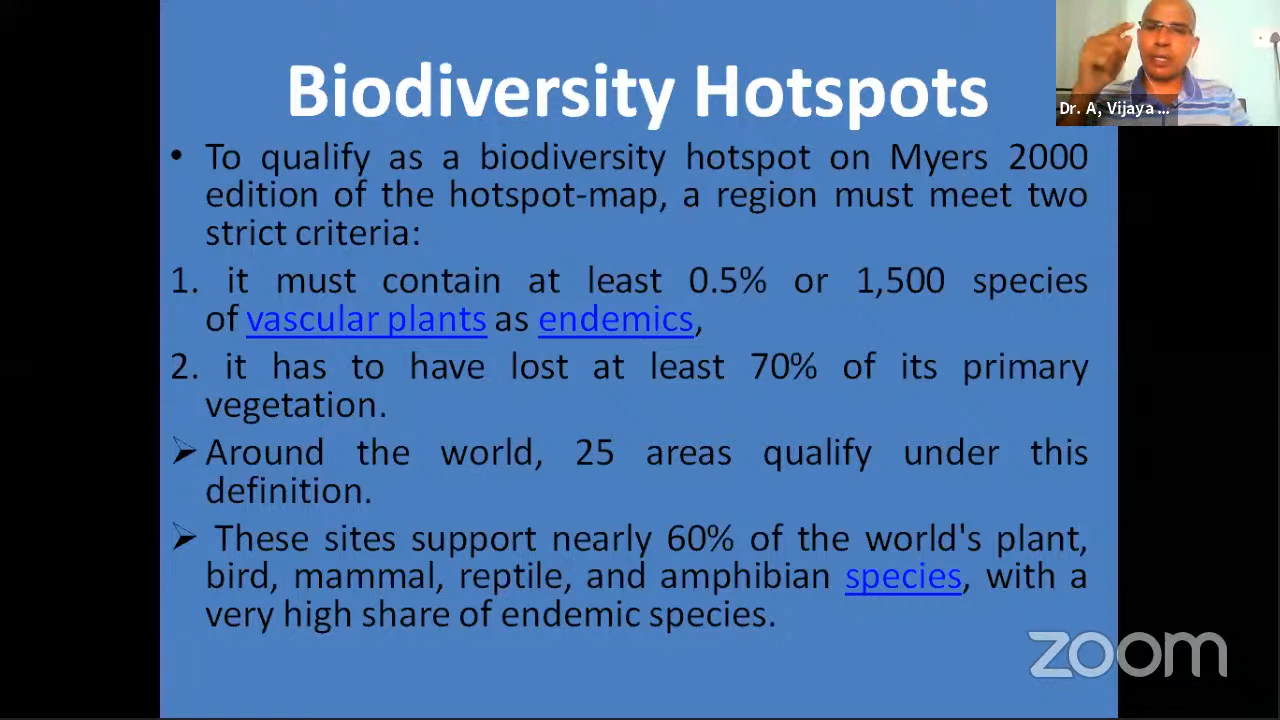 Biodiversity Hotspots
Dr. A, Vijaya ...
• To qualify as a biodiversity hotspot on Myers 2000
edition of the hotspot-map, a region must meet two
strict criteria:
1. it must contain at least 0.5% or 1,500 species
of vascular plants as endemics,
2. it has to have lost at least 70% of its primary
vegetation.
➢ Around the world, 25 areas qualify under this
definition.
➢ These sites support nearly 60% of the world's plant,
bird, mammal, reptile, and amphibian species, with a
very high share of endemic species.
zoom